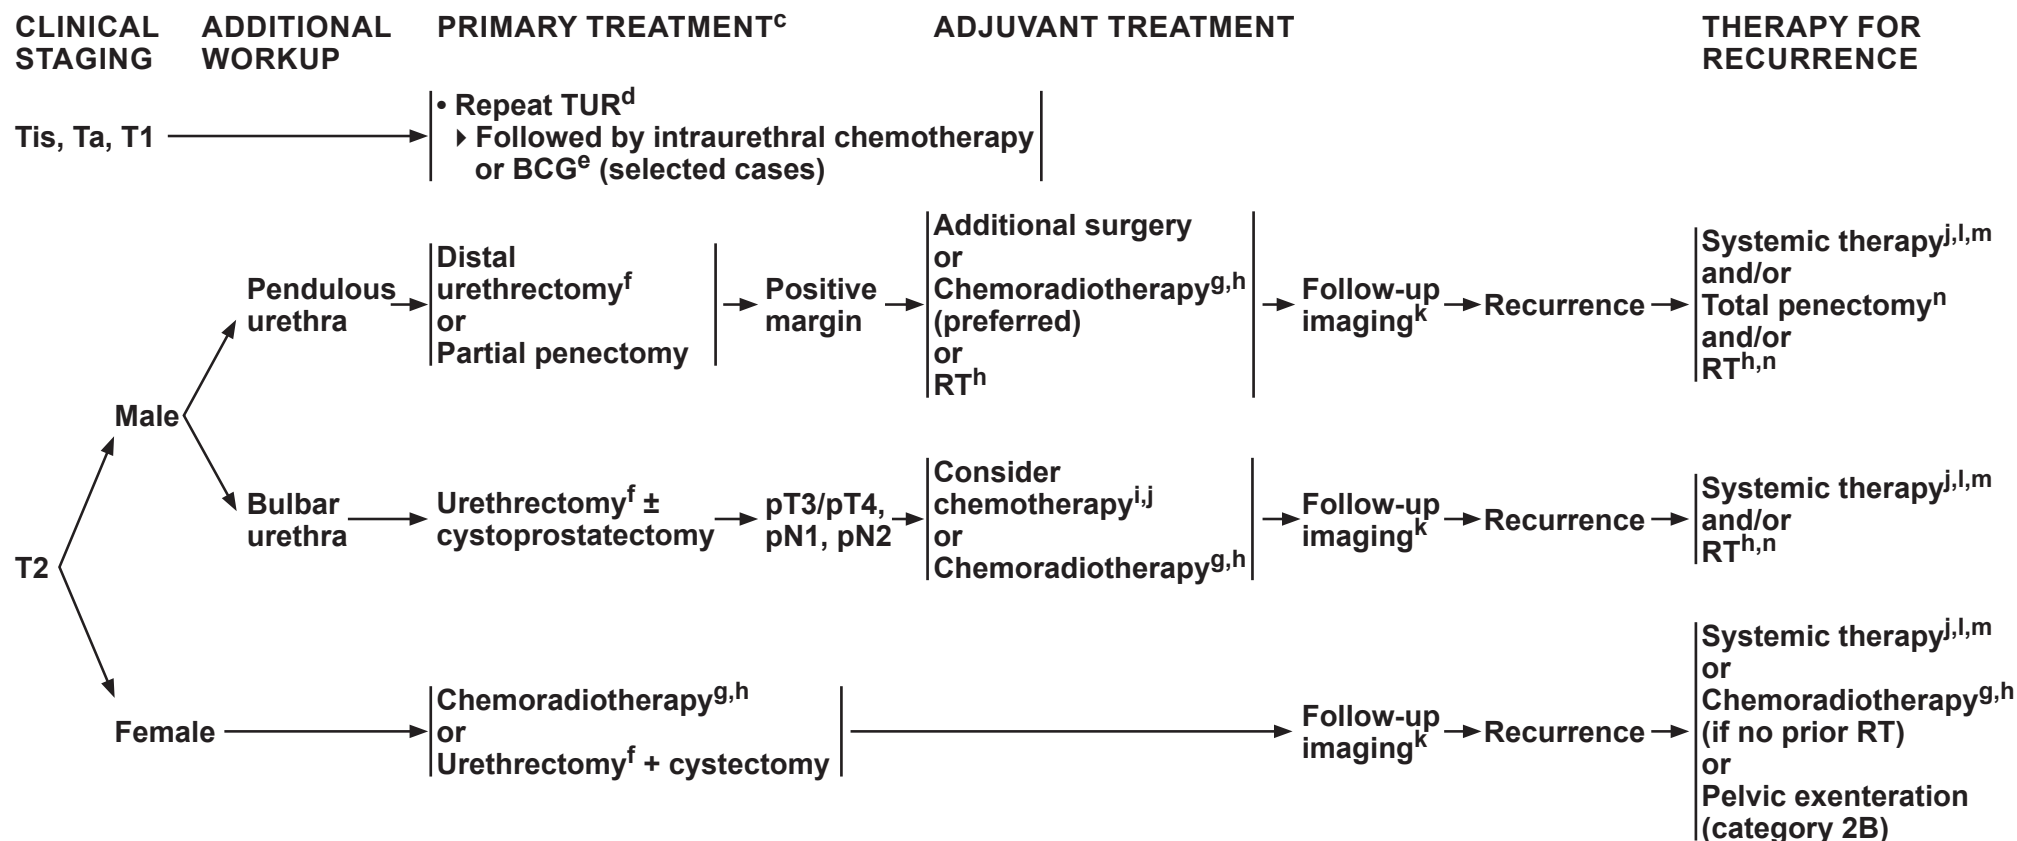 CLINICAL STAGING
ADDITIONAL WORKUP
PRIMARY TREATMENTᶜ
ADJUVANT TREATMENT
THERAPY FOR RECURRENCE
Tis, Ta, T1
• Repeat TURᵈ
▸ Followed by intraurethral chemotherapy
or BCGᵉ (selected cases)
T2
Male
Pendulous
urethra
Distal
urethrectomyᶠ
or
Partial penectomy
Positive
margin
Additional surgery
or
Chemoradiotherapyᵍ,ʰ
(preferred)
or
RTʰ
Follow-up
imagingᵏ
Recurrence
Systemic therapyʲ,ˡ,ᵐ
and/or
Total penectomyⁿ
and/or
RTʰ,ⁿ
Bulbar
urethra
Urethrectomyᶠ ±
cystoprostatectomy
pT3/pT4,
pN1, pN2
Consider
chemotherapyⁱ,ʲ
or
Chemoradiotherapyᵍ,ʰ
Follow-up
imagingᵏ
Recurrence
Systemic therapyʲ,ˡ,ᵐ
and/or
RTʰ,ⁿ
Female
Chemoradiotherapyᵍ,ʰ
or
Urethrectomyᶠ + cystectomy
Follow-up
imagingᵏ
Recurrence
Systemic therapyʲ,ˡ,ᵐ
or
Chemoradiotherapyᵍ,ʰ
(if no prior RT)
or
Pelvic exenteration
(category 2B)